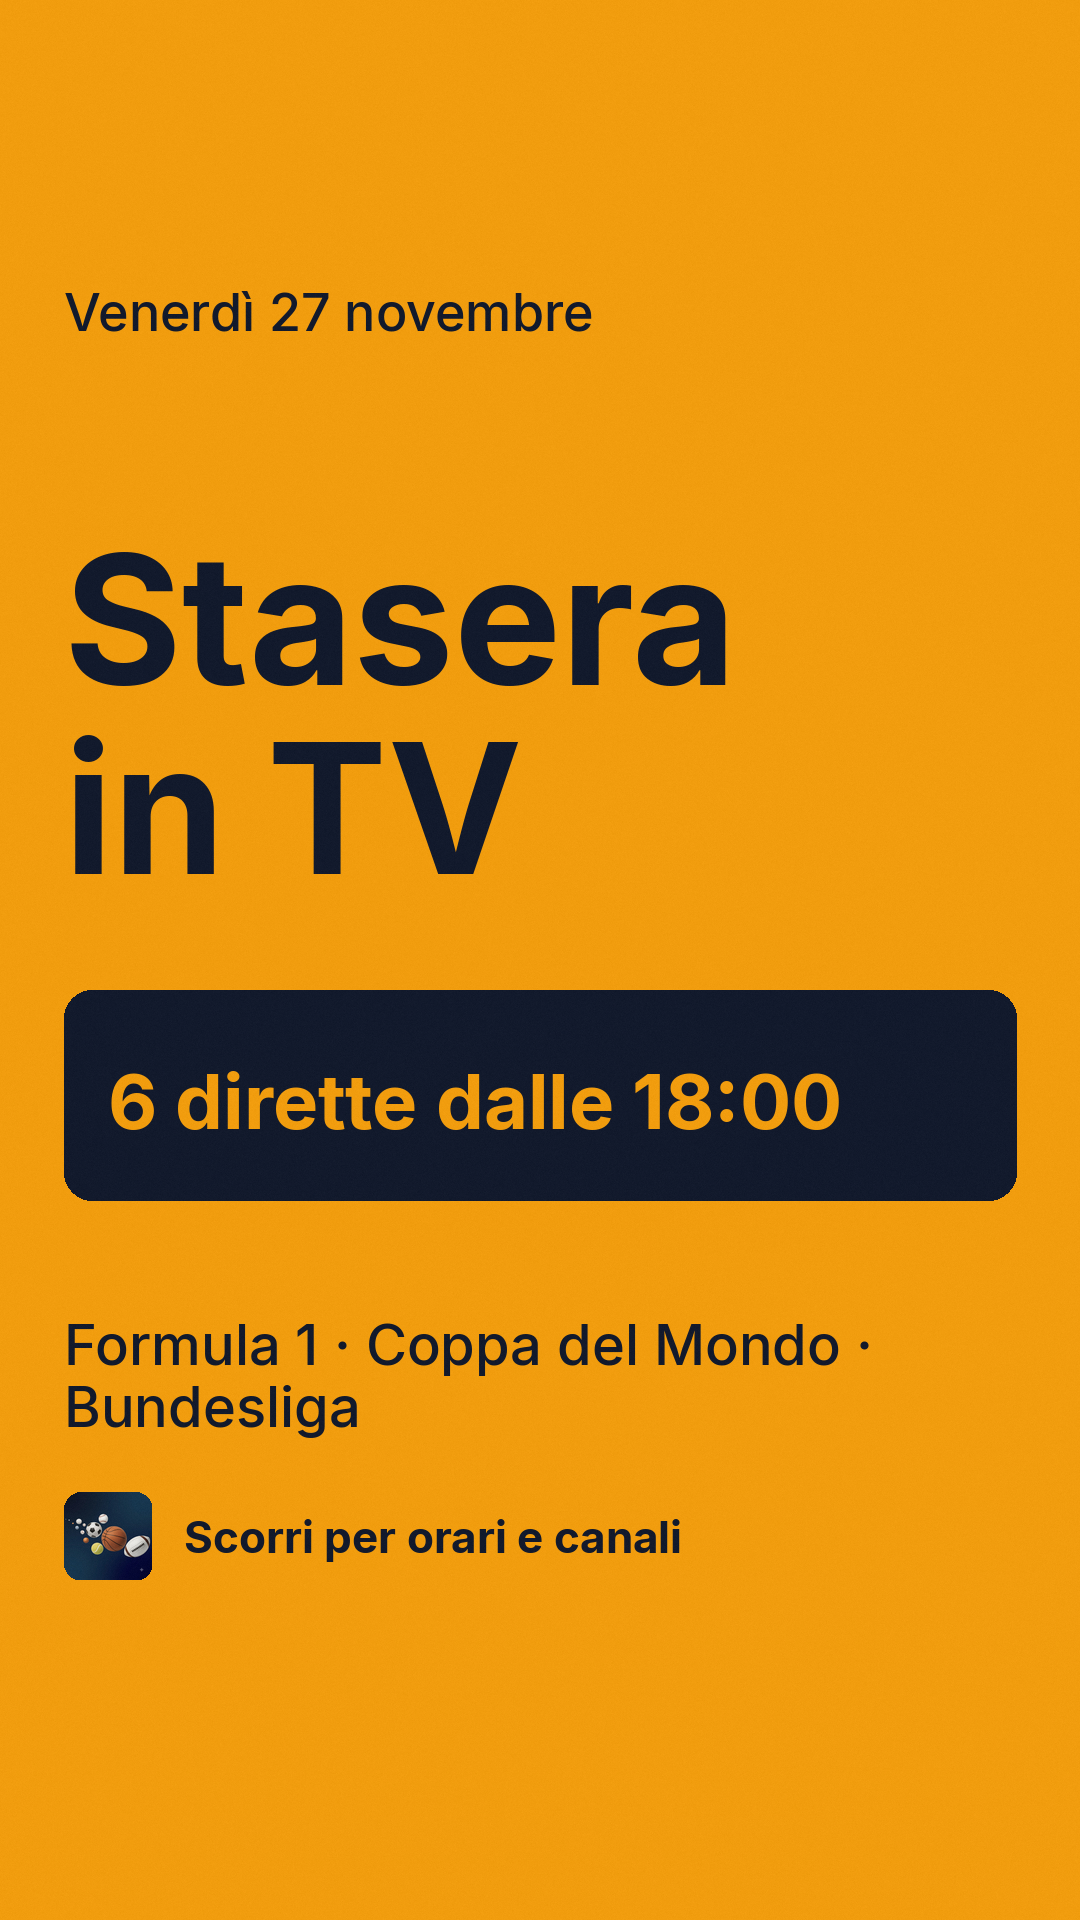 Venerdì 27 novembre
Stasera
in TV
6 dirette dalle 18:00
Formula 1 · Coppa del Mondo ·
Bundesliga
Scorri per orari e canali